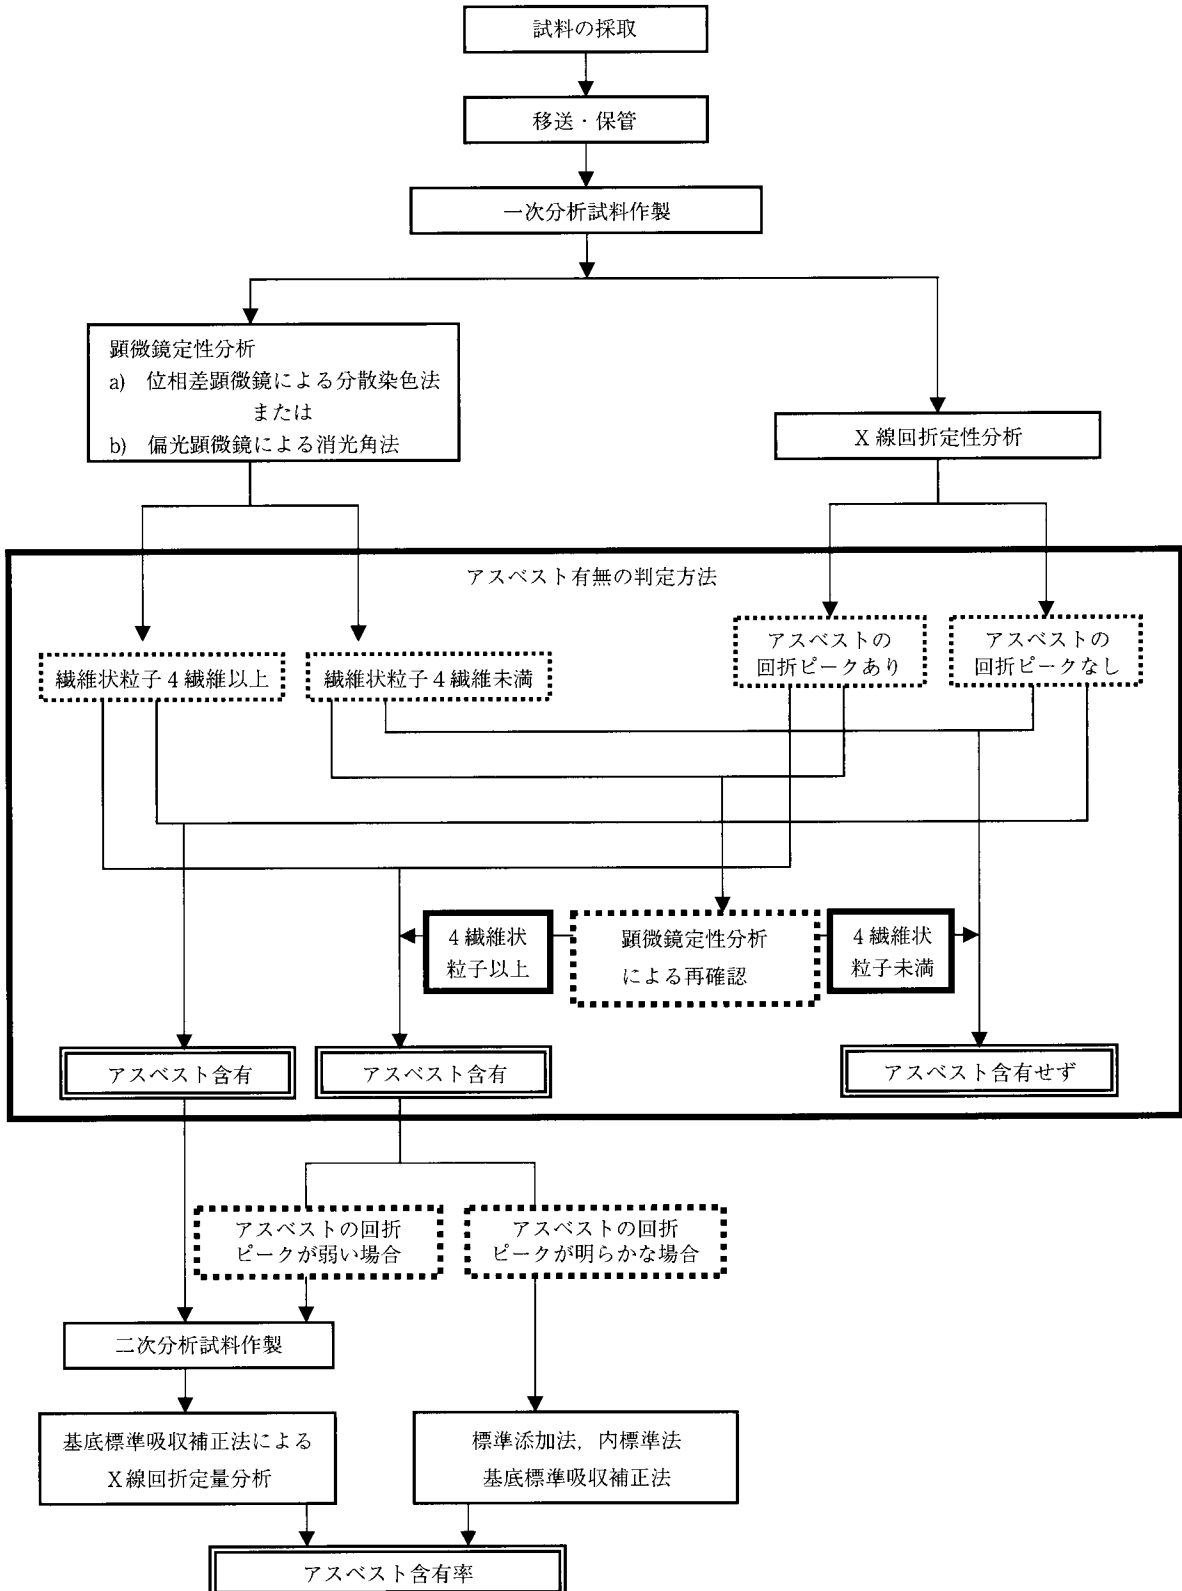 試料の採取
移送・保管
一次分析試料作製
顕微鏡定性分析
a) 位相差顕微鏡による分散染色法
または
b) 偏光顕微鏡による消光角法
X線回折定性分析
アスベスト有無の判定方法
繊維状粒子4繊維以上
繊維状粒子4繊維未満
アスベストの
回折ピークあり
アスベストの
回折ピークなし
4繊維状
粒子以上
顕微鏡定性分析
による再確認
4繊維状
粒子未満
アスベスト含有
アスベスト含有
アスベスト含有せず
アスベストの回折
ピークが弱い場合
アスベストの回折
ピークが明らかな場合
二次分析試料作製
基底標準吸収補正法による
X線回折定量分析
標準添加法,内標準法
基底標準吸収補正法
アスベスト含有率